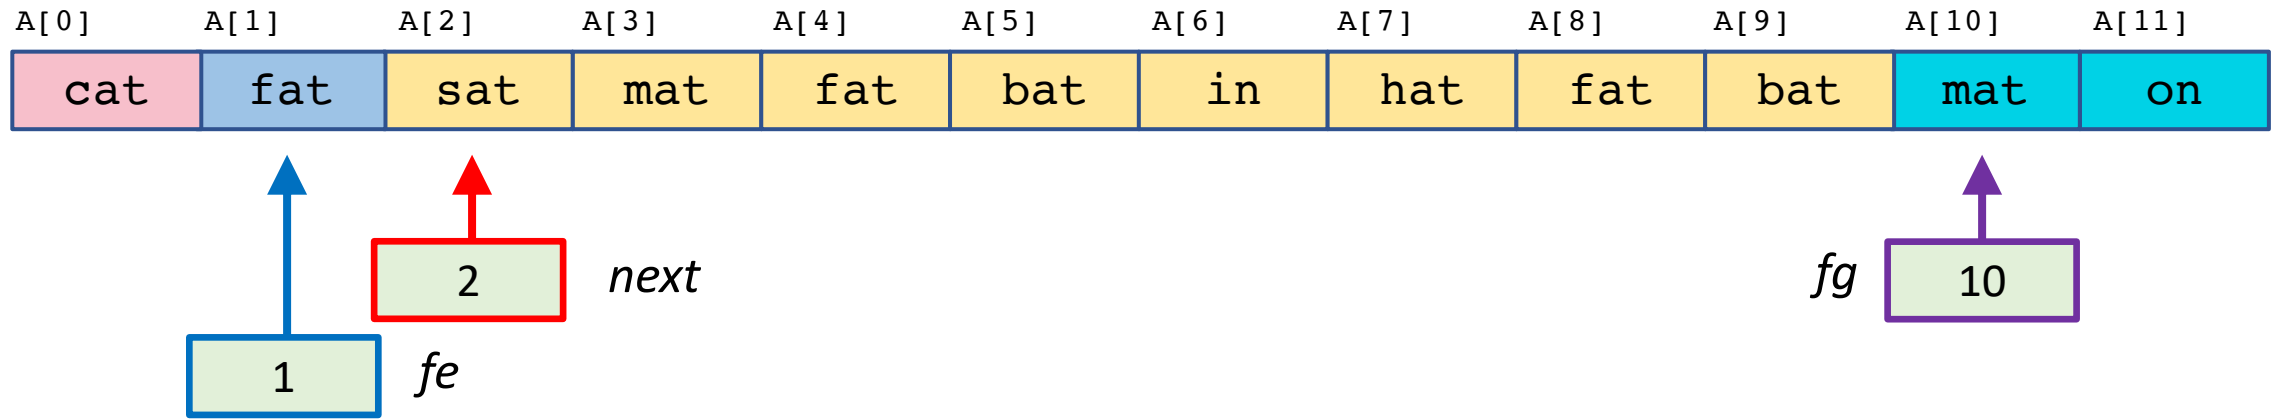 A[0] A[1] A[2] A[3] A[4] A[5] A[6] A[7] A[8] A[9] A[10] A[11]
cat fat sat mat fat bat in hat fat bat mat on
2 next fg 10
1 fe